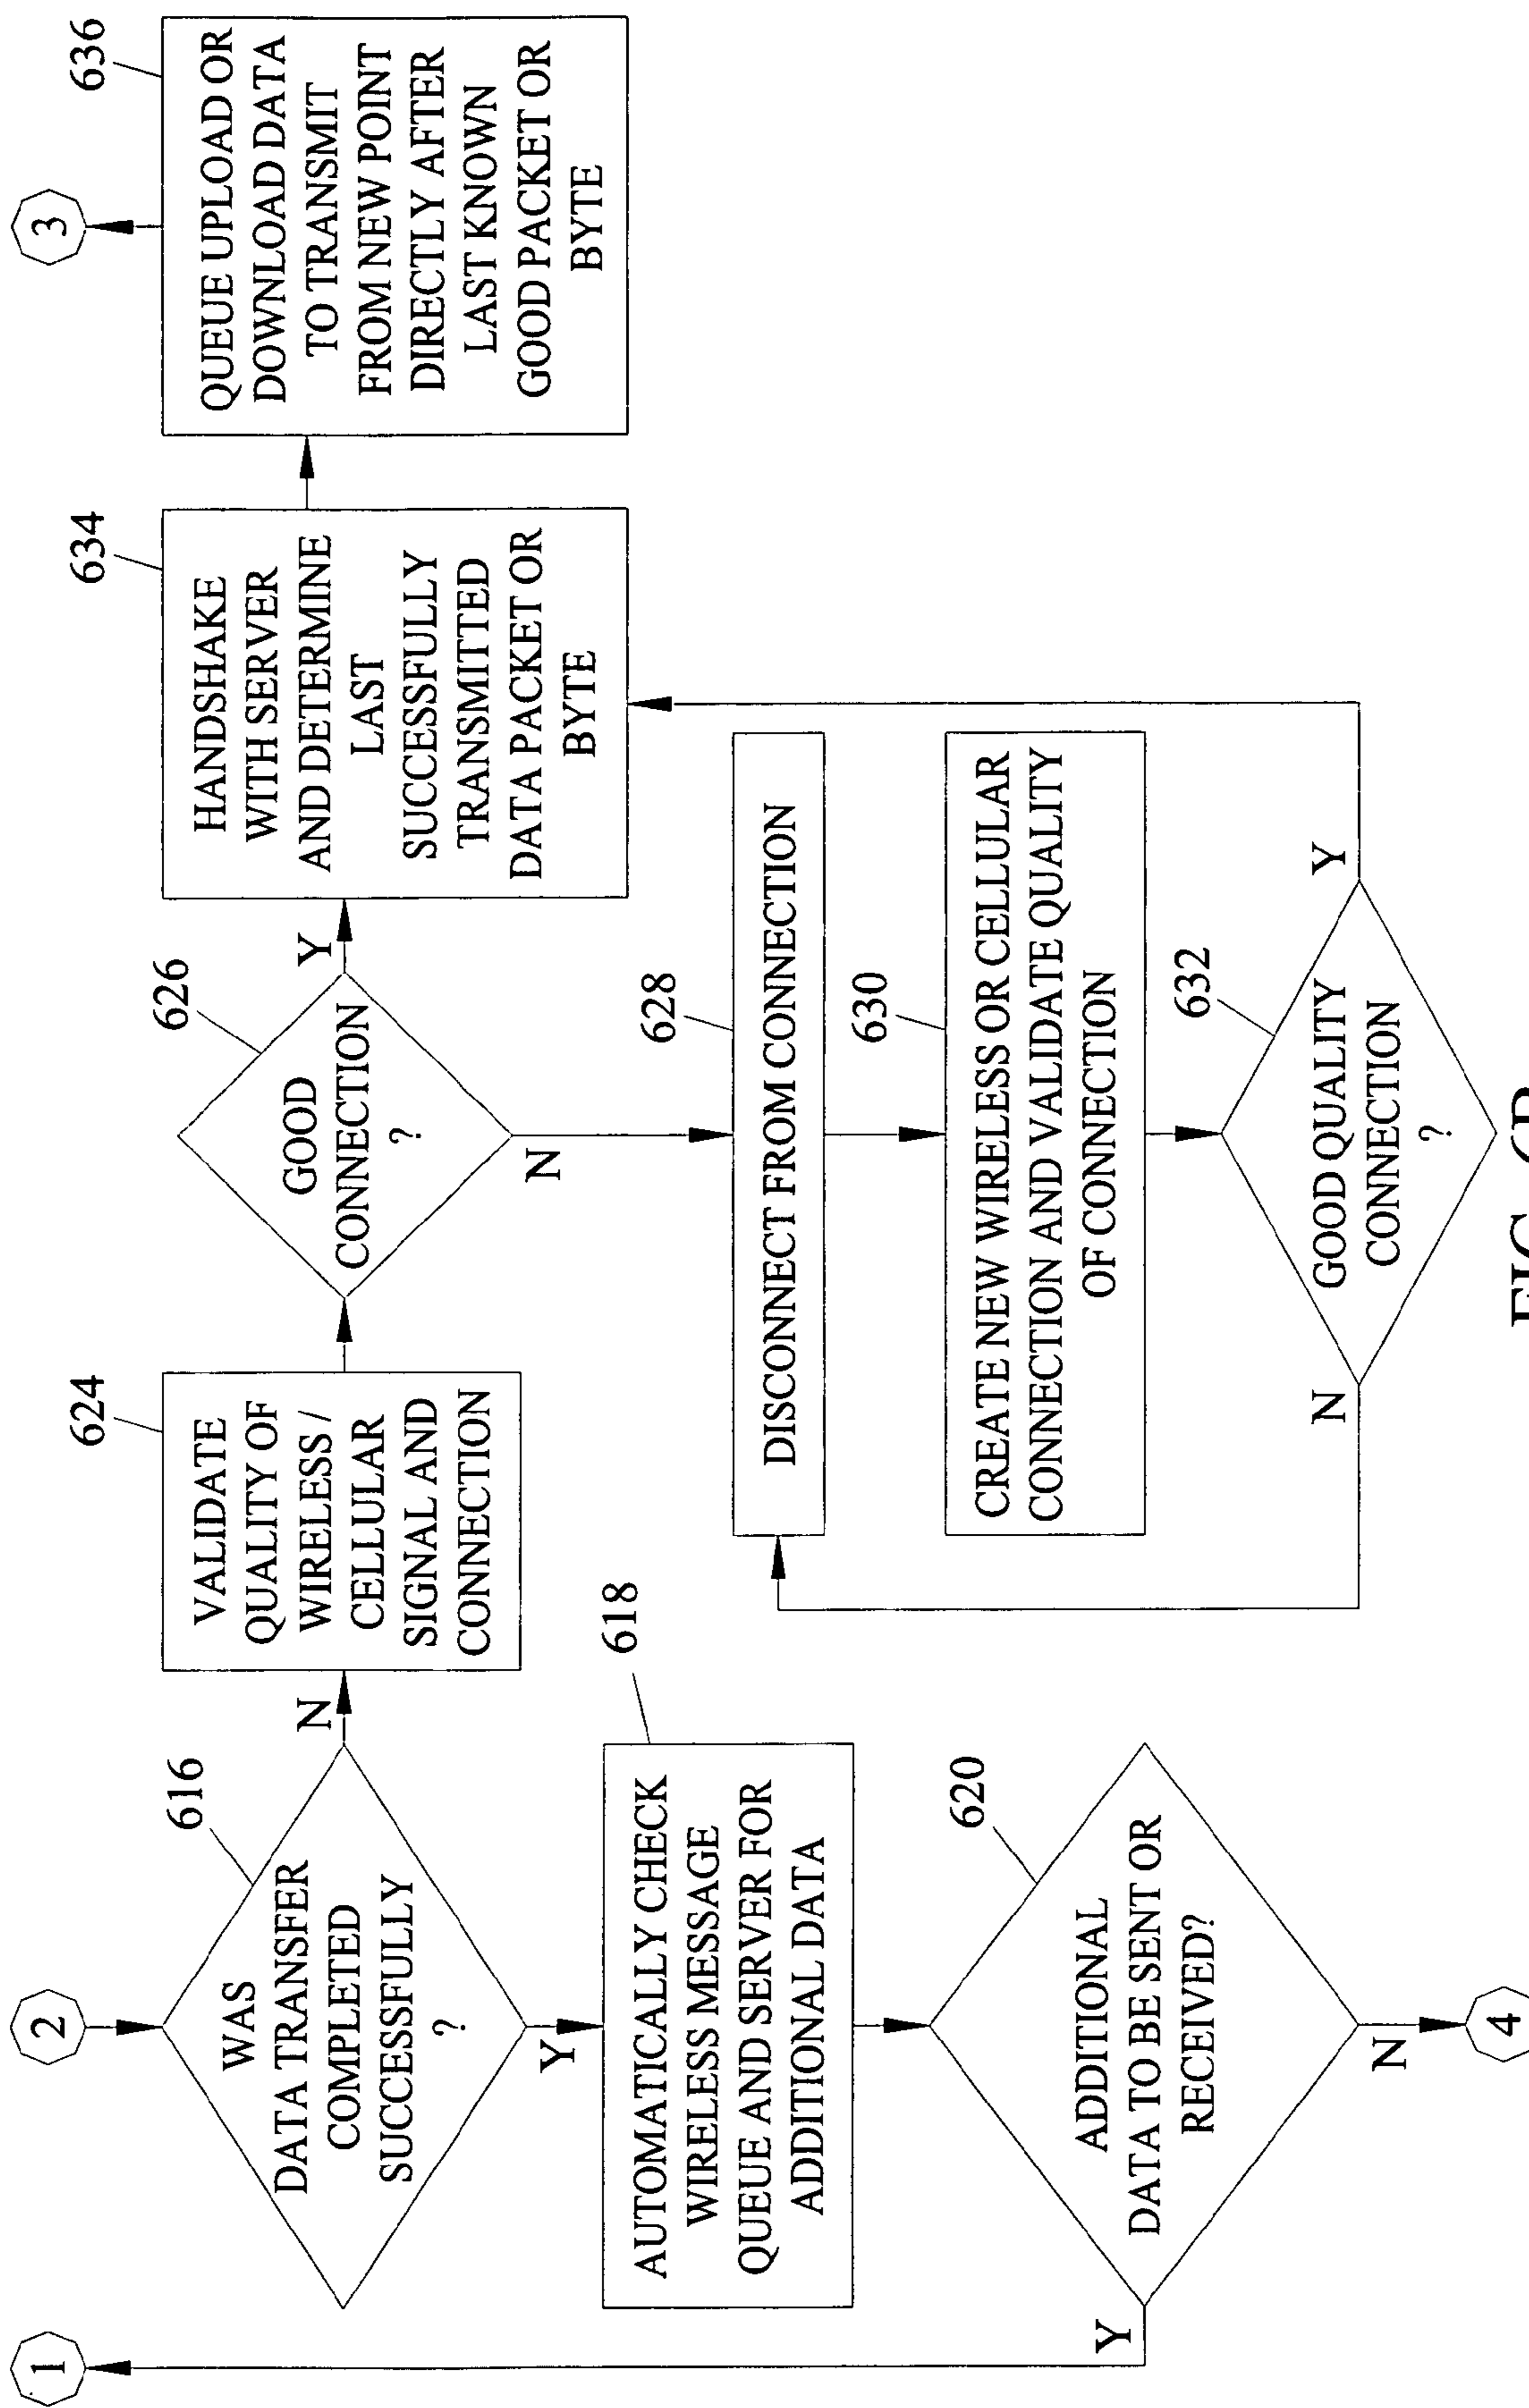 1
2
WAS
DATA TRANSFER
COMPLETED
SUCCESSFULLY
?
616
N
Y
AUTOMATICALLY CHECK
WIRELESS MESSAGE
QUEUE AND SERVER FOR
ADDITIONAL DATA
618
ADDITIONAL
DATA TO BE SENT OR
RECEIVED?
620
Y
N
4
VALIDATE
QUALITY OF
WIRELESS /
CELLULAR
SIGNAL AND
CONNECTION
624
GOOD
CONNECTION
?
626
Y
N
DISCONNECT FROM CONNECTION
628
CREATE NEW WIRELESS OR CELLULAR
CONNECTION AND VALIDATE QUALITY
OF CONNECTION
630
GOOD QUALITY
CONNECTION
?
632
N
Y
HANDSHAKE
WITH SERVER
AND DETERMINE
LAST
SUCCESSFULLY
TRANSMITTED
DATA PACKET OR
BYTE
634
QUEUE UPLOAD OR
DOWNLOAD DATA
TO TRANSMIT
FROM NEW POINT
DIRECTLY AFTER
LAST KNOWN
GOOD PACKET OR
BYTE
636
3